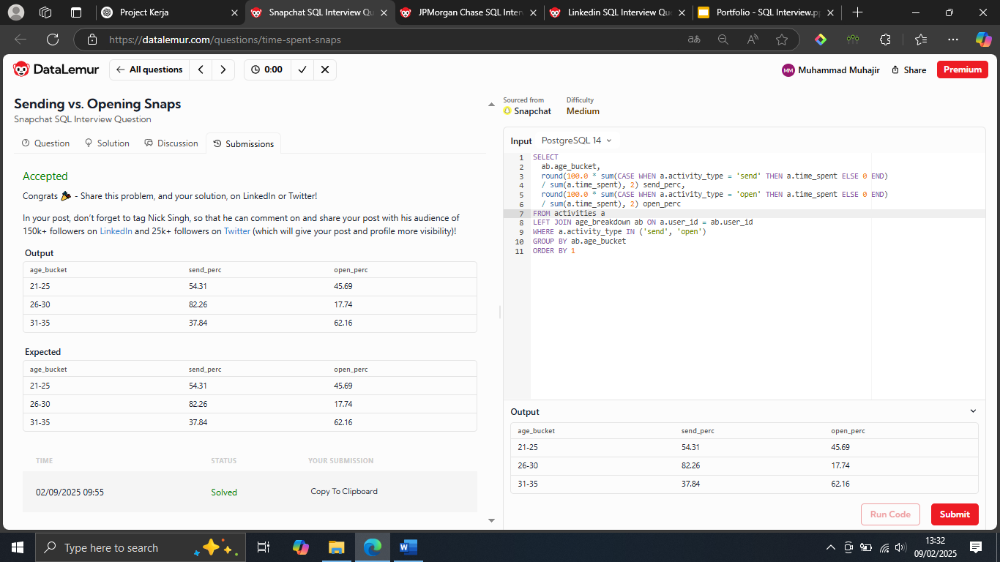 Project Kerja
Snapchat SQL Interview Qu
JPMorgan Chase SQL Inter
Linkedin SQL Interview Qu
Portfolio - SQL Interview.p
https://datalemur.com/questions/time-spent-snaps
DataLemur
All questions
0:00
MM
Muhammad Muhajir
Share
Premium
Sending vs. Opening Snaps
Snapchat SQL Interview Question
Question
Solution
Discussion
Submissions
Accepted
Congrats 🎉 - Share this problem, and your solution, on LinkedIn or Twitter!
In your post, don't forget to tag Nick Singh, so that he can comment on and share your post with his audience of
150k+ followers on LinkedIn and 25k+ followers on Twitter (which will give your post and profile more visibility)!
Output
age_bucket send_perc open_perc
21-25 54.31 45.69
26-30 82.26 17.74
31-35 37.84 62.16
Expected
age_bucket send_perc open_perc
21-25 54.31 45.69
26-30 82.26 17.74
31-35 37.84 62.16
TIME STATUS YOUR SUBMISSION
02/09/2025 09:55 Solved Copy To Clipboard
Sourced from
Snapchat
Difficulty
Medium
Input PostgreSQL 14
1 SELECT
2 ab.age_bucket,
3 round(100.0 * sum(CASE WHEN a.activity_type = 'send' THEN a.time_spent ELSE 0 END)
4 / sum(a.time_spent), 2) send_perc,
5 round(100.0 * sum(CASE WHEN a.activity_type = 'open' THEN a.time_spent ELSE 0 END)
6 / sum(a.time_spent), 2) open_perc
7 FROM activities a
8 LEFT JOIN age_breakdown ab ON a.user_id = ab.user_id
9 WHERE a.activity_type IN ('send', 'open')
10 GROUP BY ab.age_bucket
11 ORDER BY 1
Output
age_bucket send_perc open_perc
21-25 54.31 45.69
26-30 82.26 17.74
31-35 37.84 62.16
Run Code
Submit
Type here to search
13:32
09/02/2025